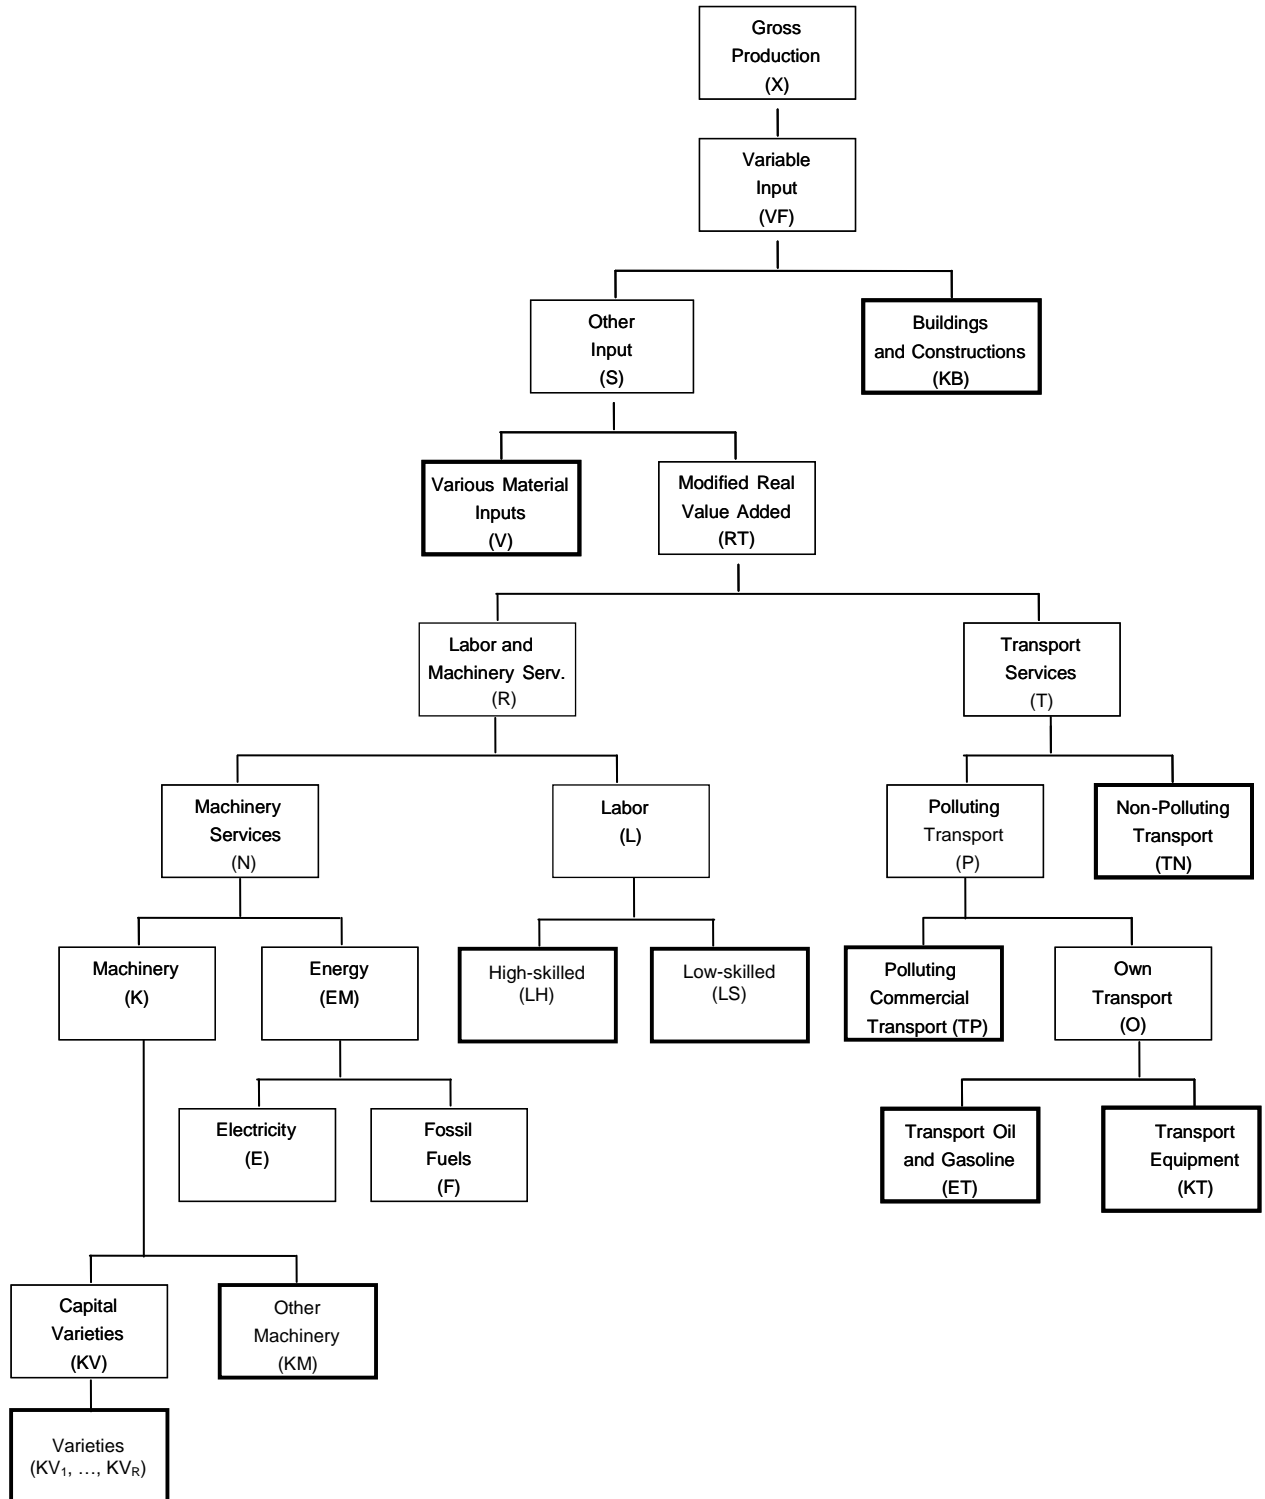 Gross
Production
(X)
Variable
Input
(VF)
Other
Input
(S)
Buildings
and Constructions
(KB)
Various Material
Inputs
(V)
Modified Real
Value Added
(RT)
Labor and
Machinery Serv.
(R)
Transport
Services
(T)
Machinery
Services
(N)
Labor
(L)
Polluting
Transport
(P)
Non-Polluting
Transport
(TN)
Machinery
(K)
Energy
(EM)
High-skilled
(LH)
Low-skilled
(LS)
Polluting
Commercial
Transport (TP)
Own
Transport
(O)
Electricity
(E)
Fossil
Fuels
(F)
Transport Oil
and Gasoline
(ET)
Transport
Equipment
(KT)
Capital
Varieties
(KV)
Other
Machinery
(KM)
Varieties
(KV₁, …, KVR)